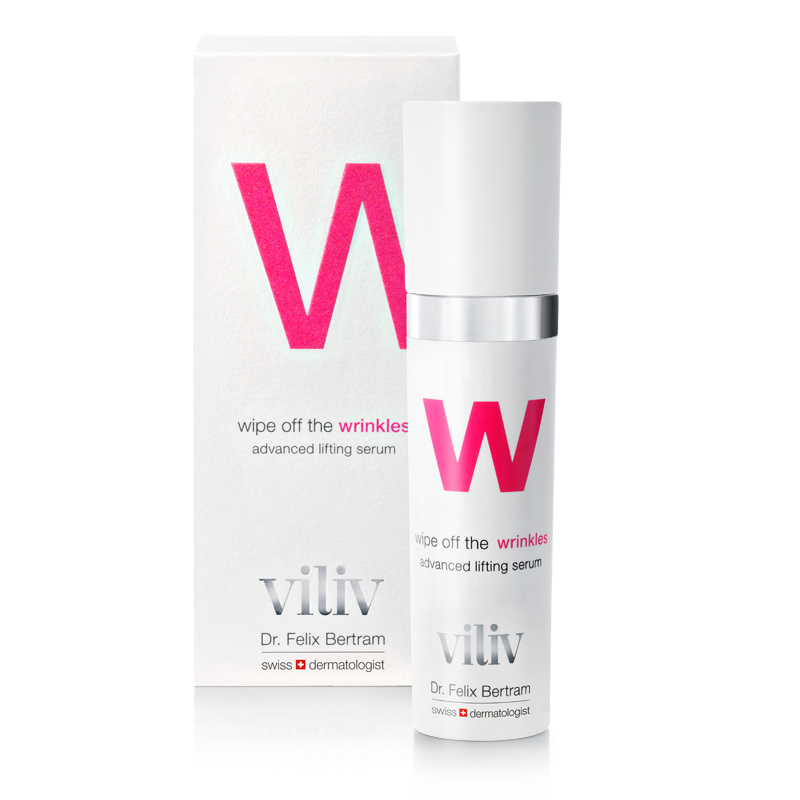 W
wipe off the wrinkles
advanced lifting serum
viliv
Dr. Felix Bertram
swiss dermatologist
W
wipe off the wrinkles
advanced lifting serum
viliv
Dr. Felix Bertram
swiss dermatologist